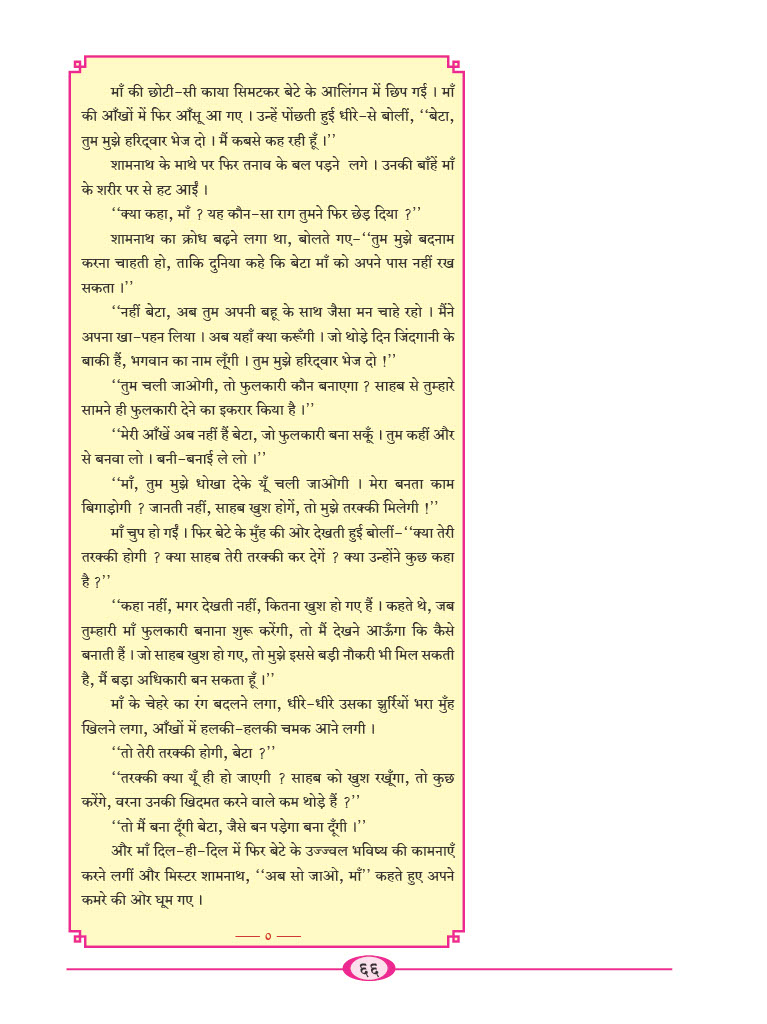 माँ की छोटी-सी काया सिमटकर बेटे के आलिंगन में छिप गई । माँ
की आँखों में फिर आँसू आ गए । उन्हें पोंछती हुई धीरे-से बोलीं, ‘‘बेटा,
तुम मुझे हरिद्वार भेज दो । मैं कबसे कह रही हूँ ।’’
शामनाथ के माथे पर फिर तनाव के बल पड़ने लगे । उनकी बाँहें माँ
के शरीर पर से हट आईं ।
‘‘क्या कहा, माँ ? यह कौन-सा राग तुमने फिर छेड़ दिया ?’’
शामनाथ का क्रोध बढ़ने लगा था, बोलते गए-‘‘तुम मुझे बदनाम
करना चाहती हो, ताकि दुनिया कहे कि बेटा माँ को अपने पास नहीं रख
सकता ।’’
‘‘नहीं बेटा, अब तुम अपनी बहू के साथ जैसा मन चाहे रहो । मैंने
अपना खा-पहन लिया । अब यहाँ क्या करूँगी । जो थोड़े दिन जिंदगानी के
बाकी हैं, भगवान का नाम लूँगी । तुम मुझे हरिद्वार भेज दो !’’
‘‘तुम चली जाओगी, तो फुलकारी कौन बनाएगा ? साहब से तुम्हारे
सामने ही फुलकारी देने का इकरार किया है ।’’
‘‘मेरी आँखें अब नहीं हैं बेटा, जो फुलकारी बना सकूँ । तुम कहीं और
से बनवा लो । बनी-बनाई ले लो ।’’
‘‘माँ, तुम मुझे धोखा देके यूँ चली जाओगी । मेरा बनता काम
बिगाड़ोगी ? जानती नहीं, साहब खुश होगें, तो मुझे तरक्की मिलेगी !’’
माँ चुप हो गईं । फिर बेटे के मुँह की ओर देखती हुई बोलीं-‘‘क्या तेरी
तरक्की होगी ? क्या साहब तेरी तरक्की कर देगें ? क्या उन्होंने कुछ कहा
है ?’’
‘‘कहा नहीं, मगर देखती नहीं, कितना खुश हो गए हैं । कहते थे, जब
तुम्हारी माँ फुलकारी बनाना शुरू करेंगी, तो मैं देखने आऊँगा कि कैसे
बनाती हैं । जो साहब खुश हो गए, तो मुझे इससे बड़ी नौकरी भी मिल सकती
है, मैं बड़ा अधिकारी बन सकता हूँ ।’’
माँ के चेहरे का रंग बदलने लगा, धीरे-धीरे उसका झुर्रियों भरा मुँह
खिलने लगा, आँखों में हलकी-हलकी चमक आने लगी ।
‘‘तो तेरी तरक्की होगी, बेटा ?’’
‘‘तरक्की क्या यूँ ही हो जाएगी ? साहब को खुश रखूँगा, तो कुछ
करेंगे, वरना उनकी खिदमत करने वाले कम थोड़े हैं ?’’
‘‘तो मैं बना दूँगी बेटा, जैसे बन पड़ेगा बना दूँगी ।’’
और माँ दिल-ही-दिल में फिर बेटे के उज्ज्वल भविष्य की कामनाएँ
करने लगीं और मिस्टर शामनाथ, ‘‘अब सो जाओ, माँ’’ कहते हुए अपने
कमरे की ओर घूम गए ।
—— ० ——
६६